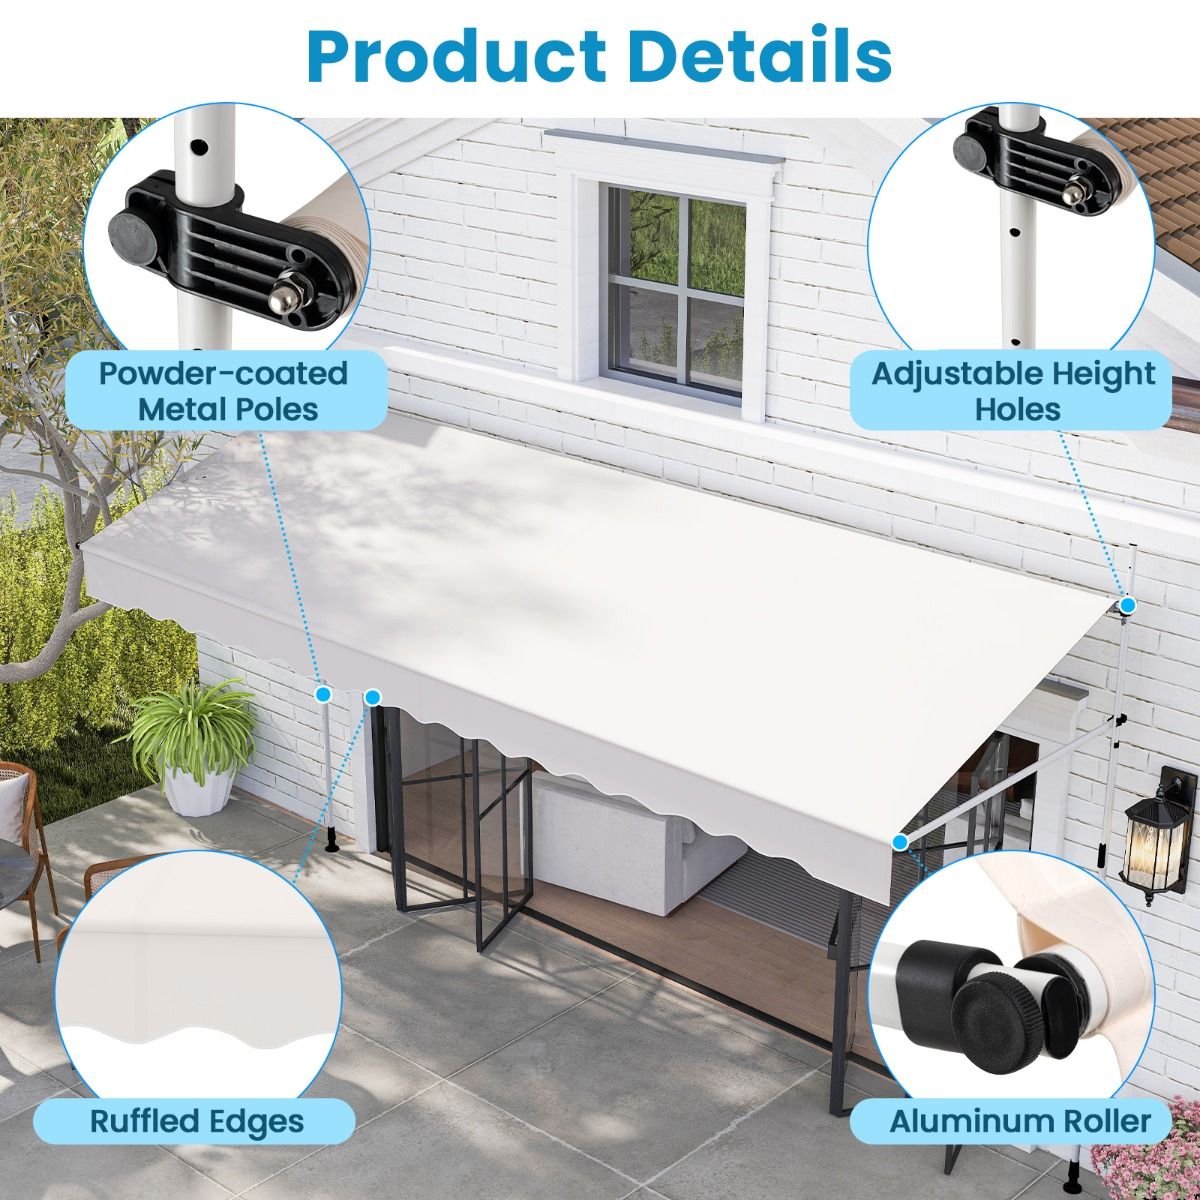 Product Details
Powder-coated
Metal Poles
Adjustable Height
Holes
Ruffled Edges
Aluminum Roller